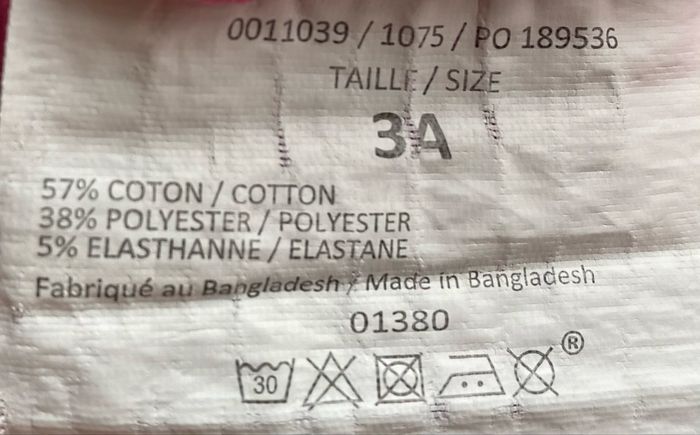 0011039 / 1075 / PO 189536
TAILLE / SIZE
3A
57% COTON / COTTON
38% POLYESTER / POLYESTER
5% ELASTHANNE / ELASTANE
Fabriqué au Bangladesh / Made in Bangladesh
01380
30 ®